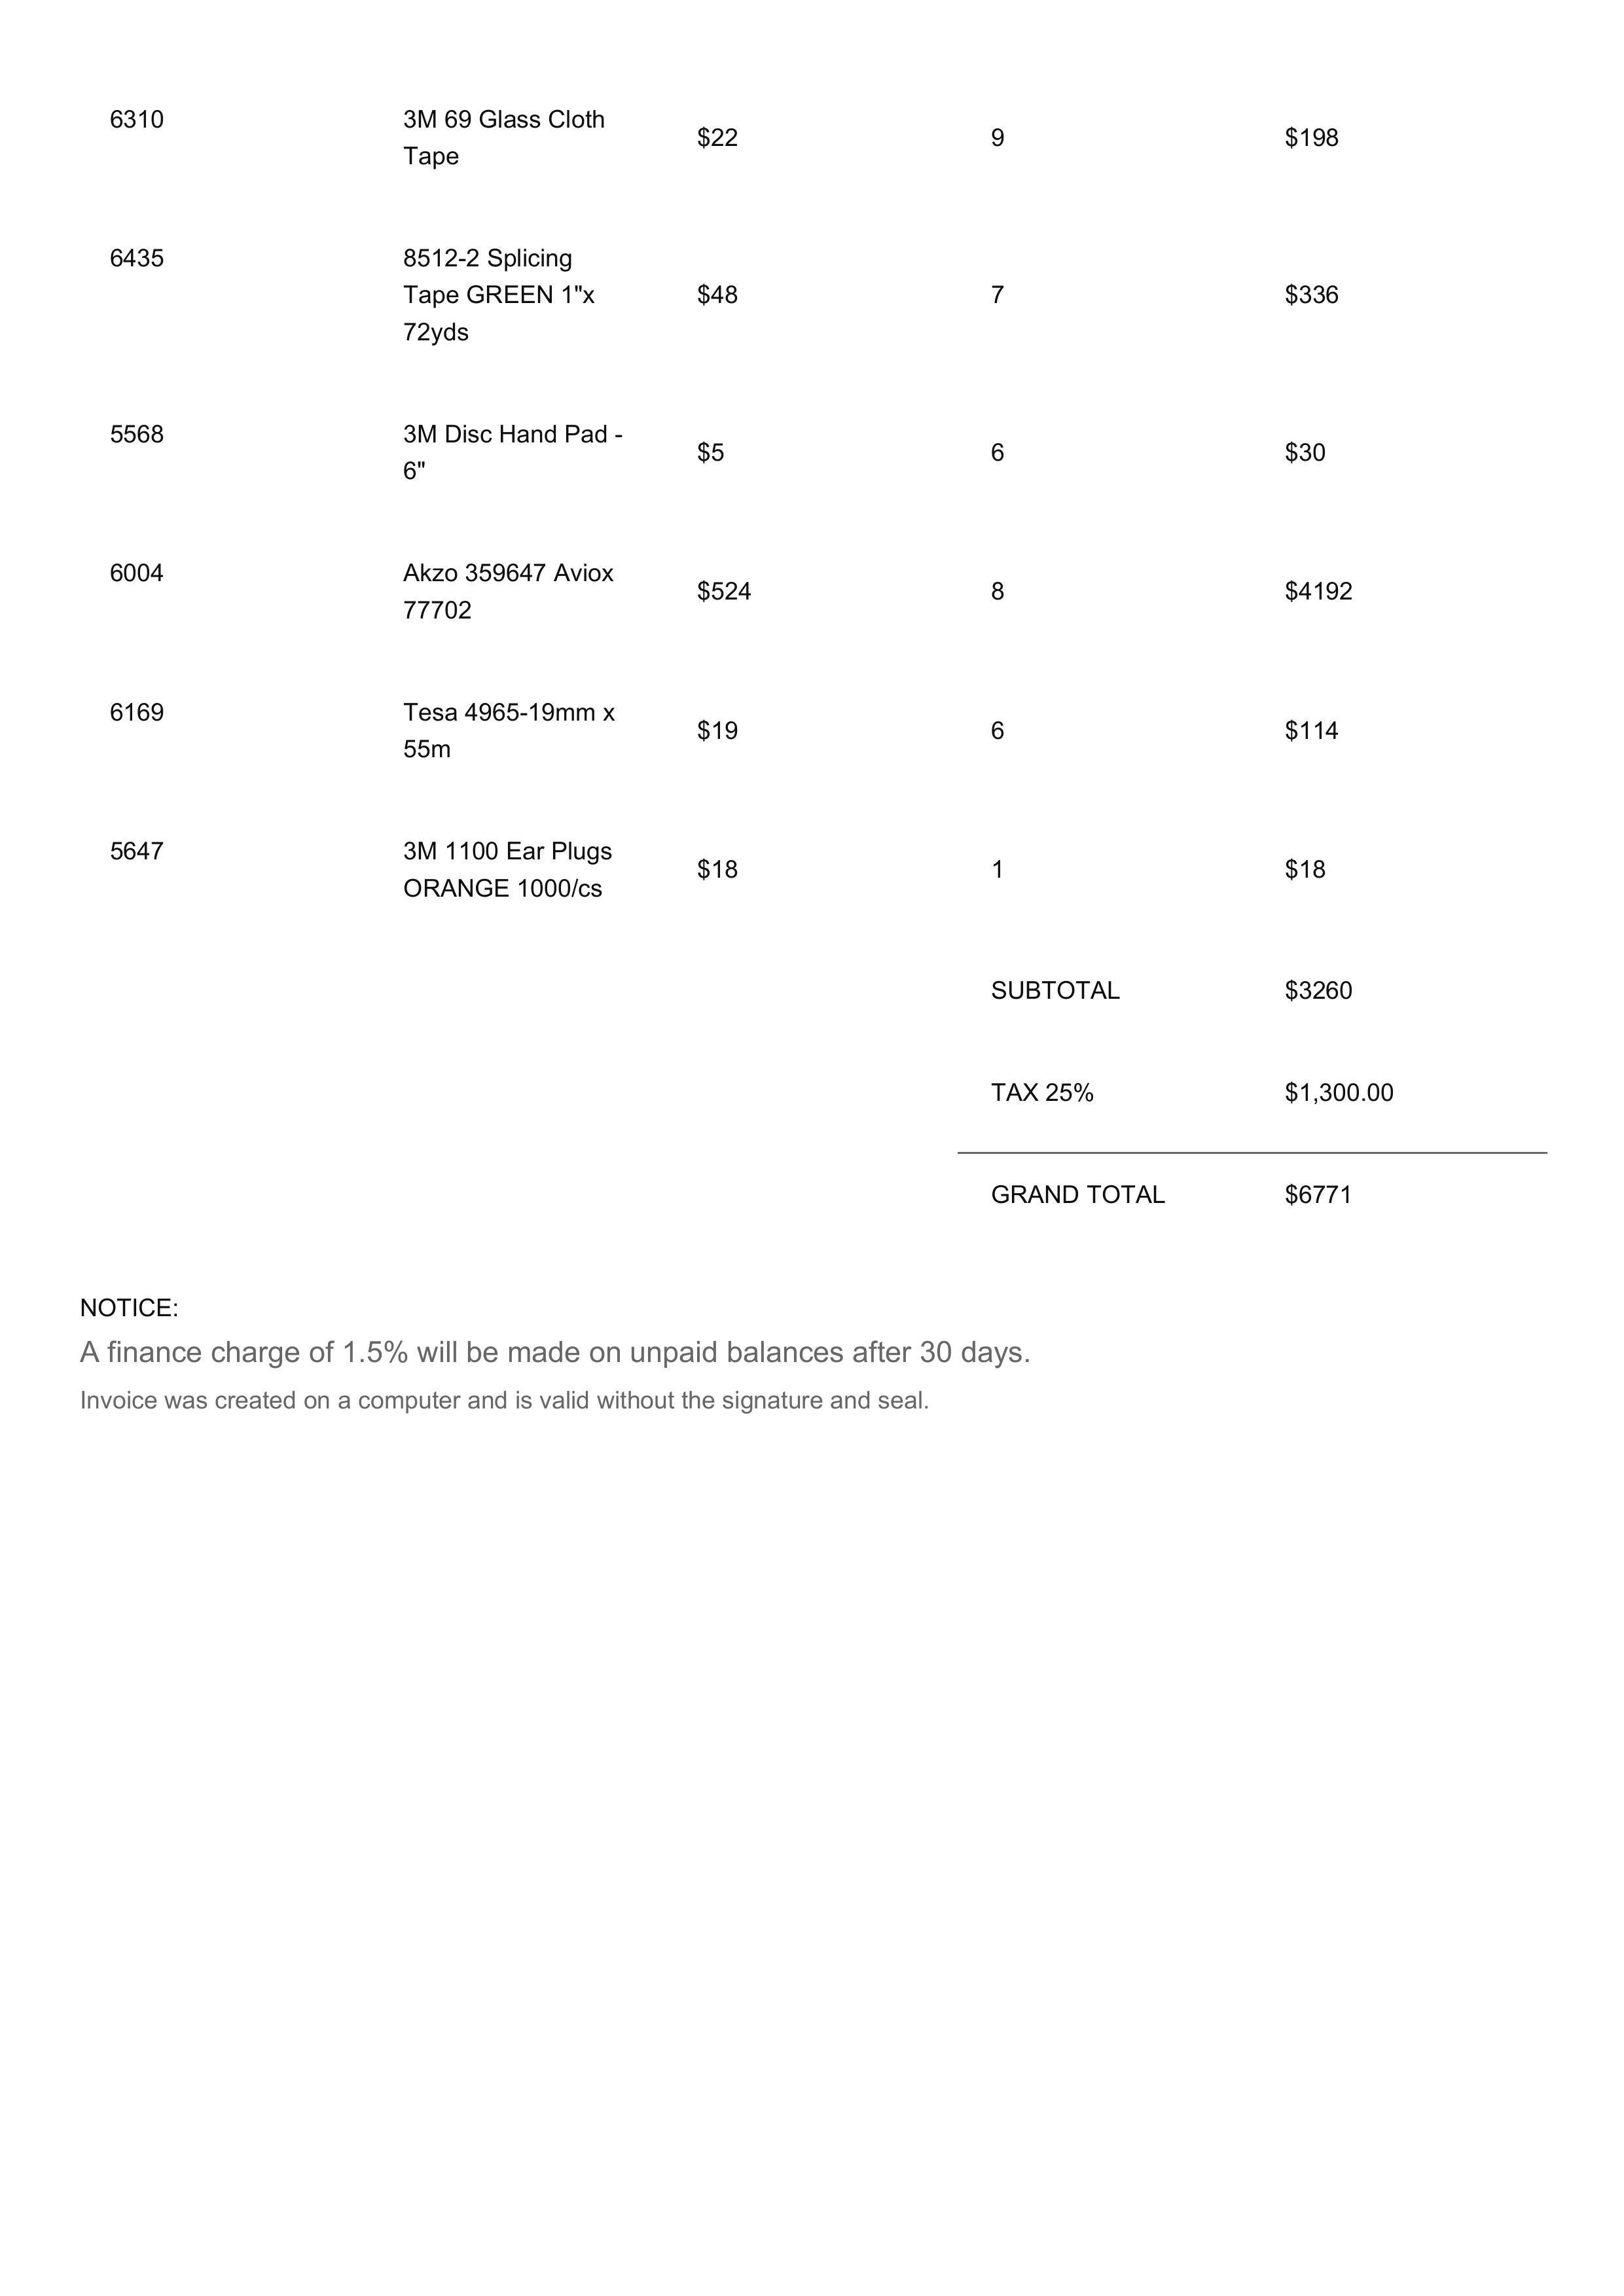 6310 3M 69 Glass Cloth Tape $22 9 $198
6435 8512-2 Splicing Tape GREEN 1"x 72yds $48 7 $336
5568 3M Disc Hand Pad - 6" $5 6 $30
6004 Akzo 359647 Aviox 77702 $524 8 $4192
6169 Tesa 4965-19mm x 55m $19 6 $114
5647 3M 1100 Ear Plugs ORANGE 1000/cs $18 1 $18
SUBTOTAL $3260
TAX 25% $1,300.00
GRAND TOTAL $6771
NOTICE:
A finance charge of 1.5% will be made on unpaid balances after 30 days.
Invoice was created on a computer and is valid without the signature and seal.